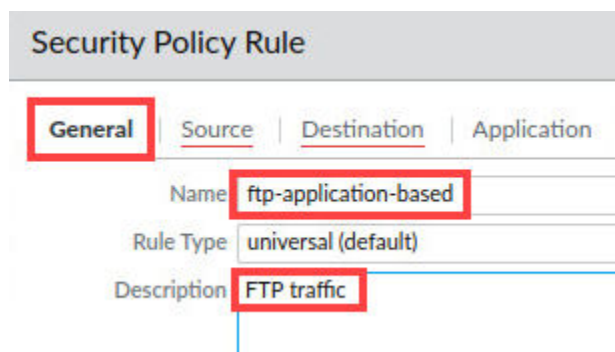 Security Policy Rule
General Source Destination Application
Name ftp-application-based
Rule Type universal (default)
Description FTP traffic